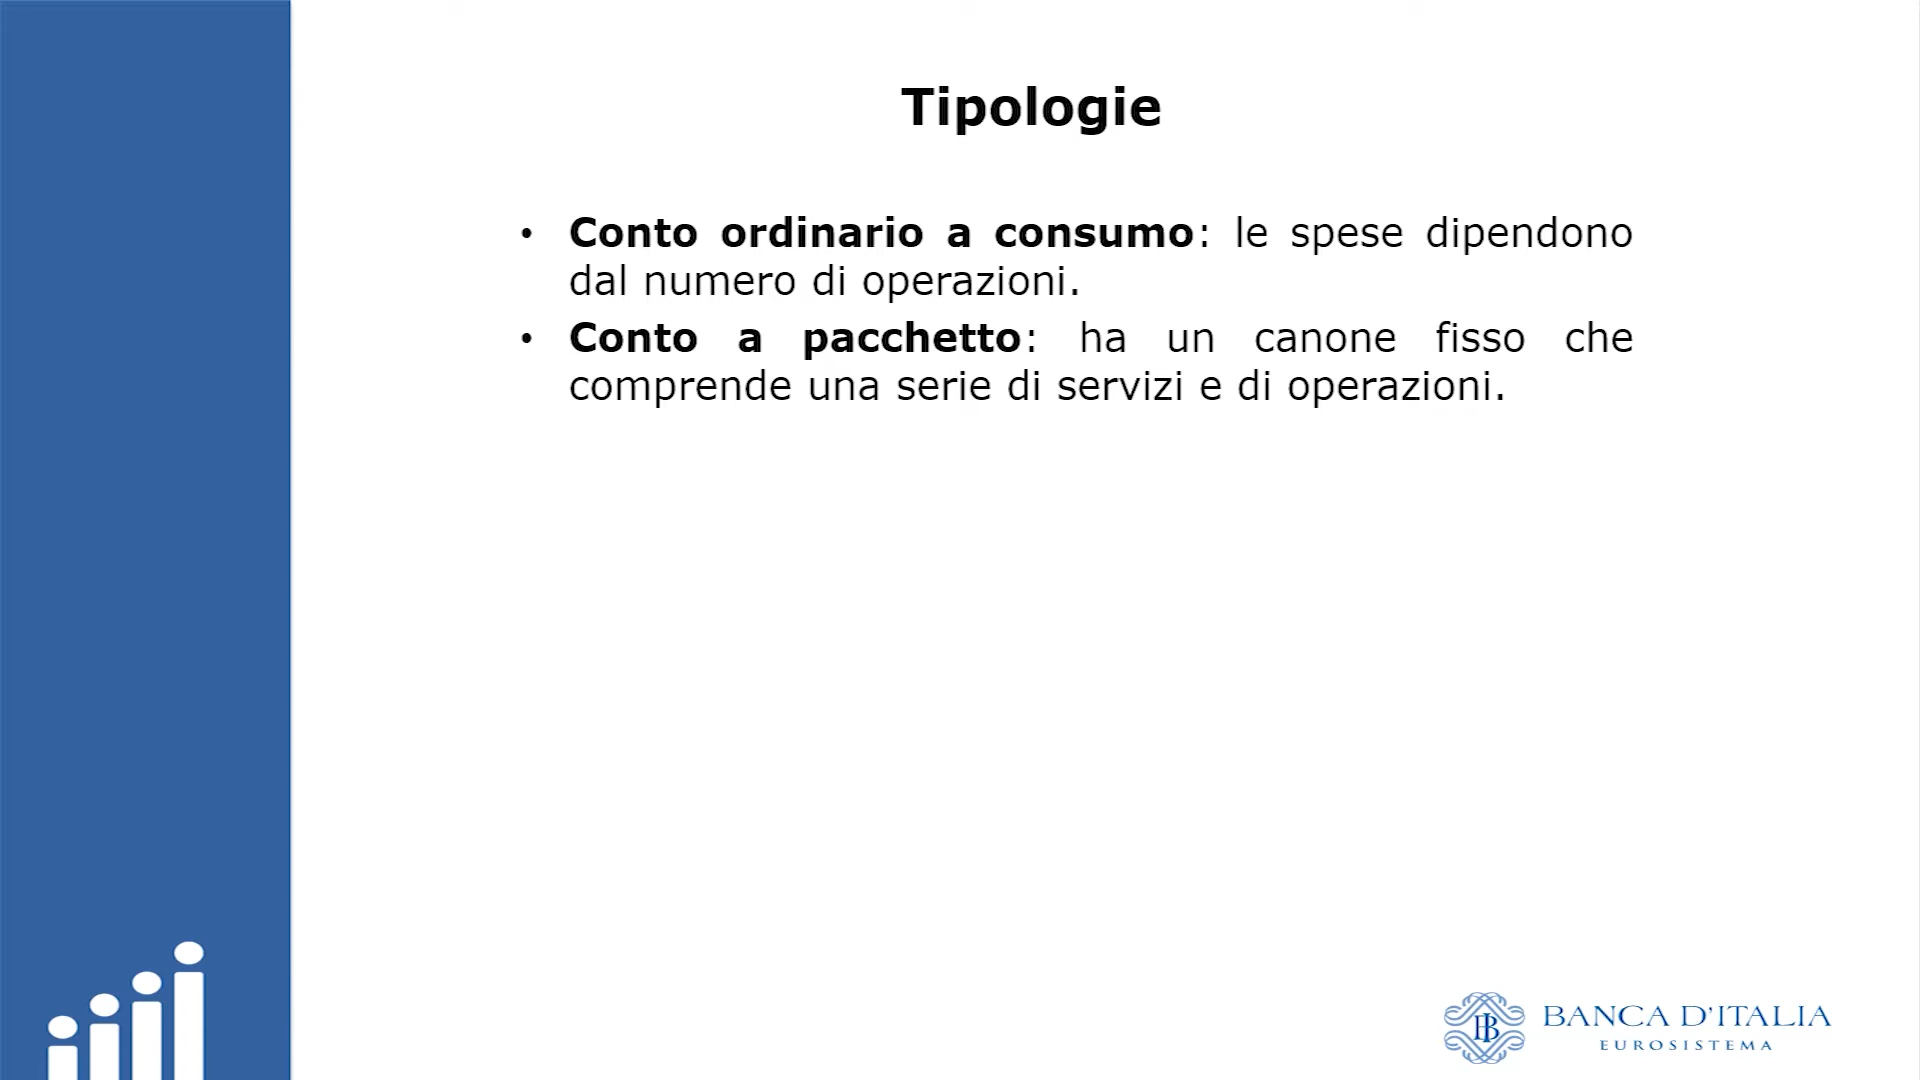 Tipologie
• Conto ordinario a consumo: le spese dipendono
dal numero di operazioni.
• Conto a pacchetto: ha un canone fisso che
comprende una serie di servizi e di operazioni.
BANCA D'ITALIA
EUROSISTEMA